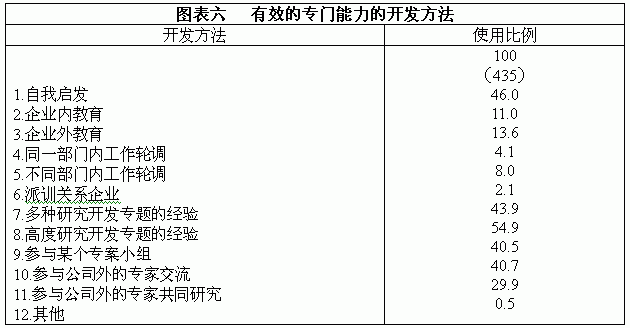 图表六 有效的专门能力的开发方法
开发方法 使用比例
100
(435)
1.自我启发 46.0
2.企业内教育 11.0
3.企业外教育 13.6
4.同一部门内工作轮调 4.1
5.不同部门内工作轮调 8.0
6.派训关系企业 2.1
7.多种研究开发专题的经验 43.9
8.高度研究开发专题的经验 54.9
9.参与某个专案小组 40.5
10.参与公司外的专家交流 40.7
11.参与公司外的专家共同研究 29.9
12.其他 0.5